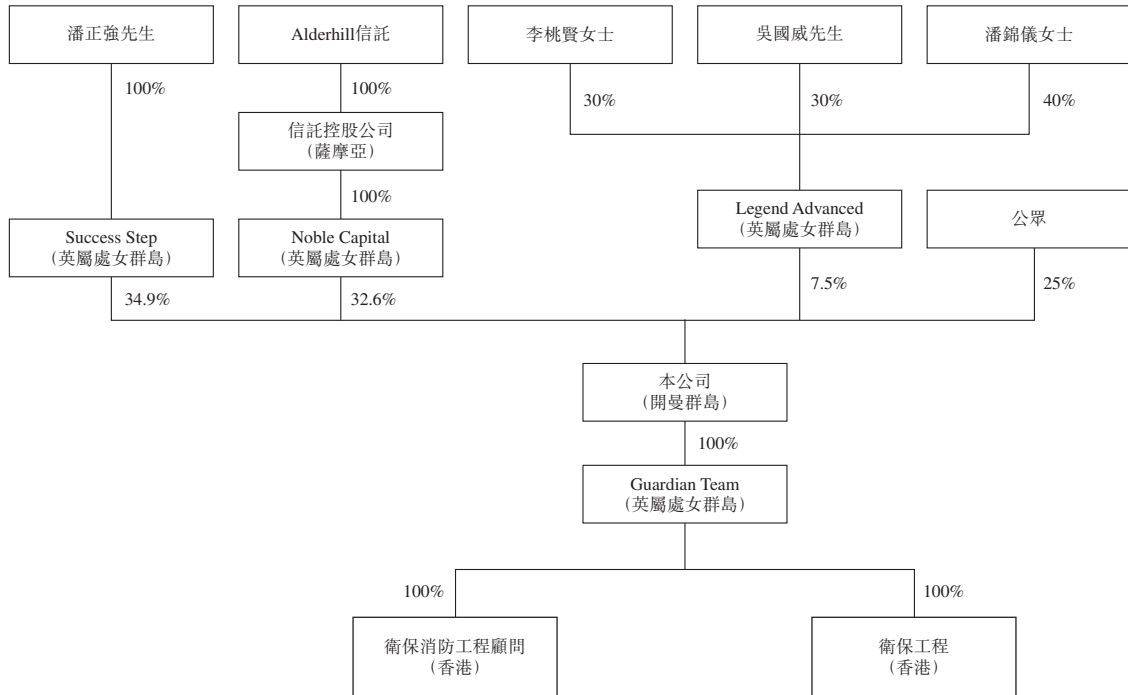 潘正強先生
Alderhill信託
李桃賢女士
吳國威先生
潘錦儀女士
100%
100%
30%
30%
40%
信託控股公司
(薩摩亞)
100%
Success Step
(英屬處女群島)
Noble Capital
(英屬處女群島)
Legend Advanced
(英屬處女群島)
公眾
34.9%
32.6%
7.5%
25%
本公司
(開曼群島)
100%
Guardian Team
(英屬處女群島)
100%
100%
衛保消防工程顧問
(香港)
衛保工程
(香港)